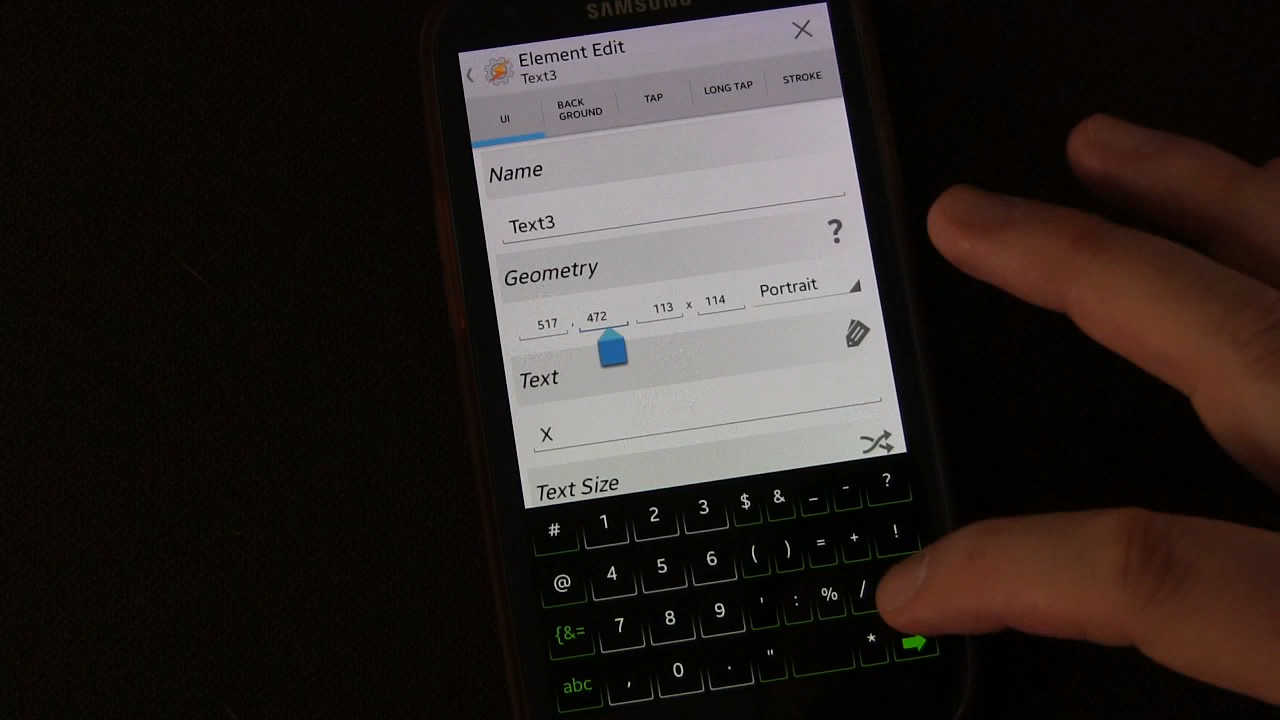 SAMSUNG
Element Edit
Text3
UI
BACK
GROUND
TAP
LONG TAP
STROKE
Name
Text3
Geometry
?
517 , 472 113 x 114 Portrait
Text
X
Text Size
# 1 2 3 $ & _ - ?
@ 4 5 6 ( ) = + !
{&= 7 8 9 ' : % /
abc , 0 . " *